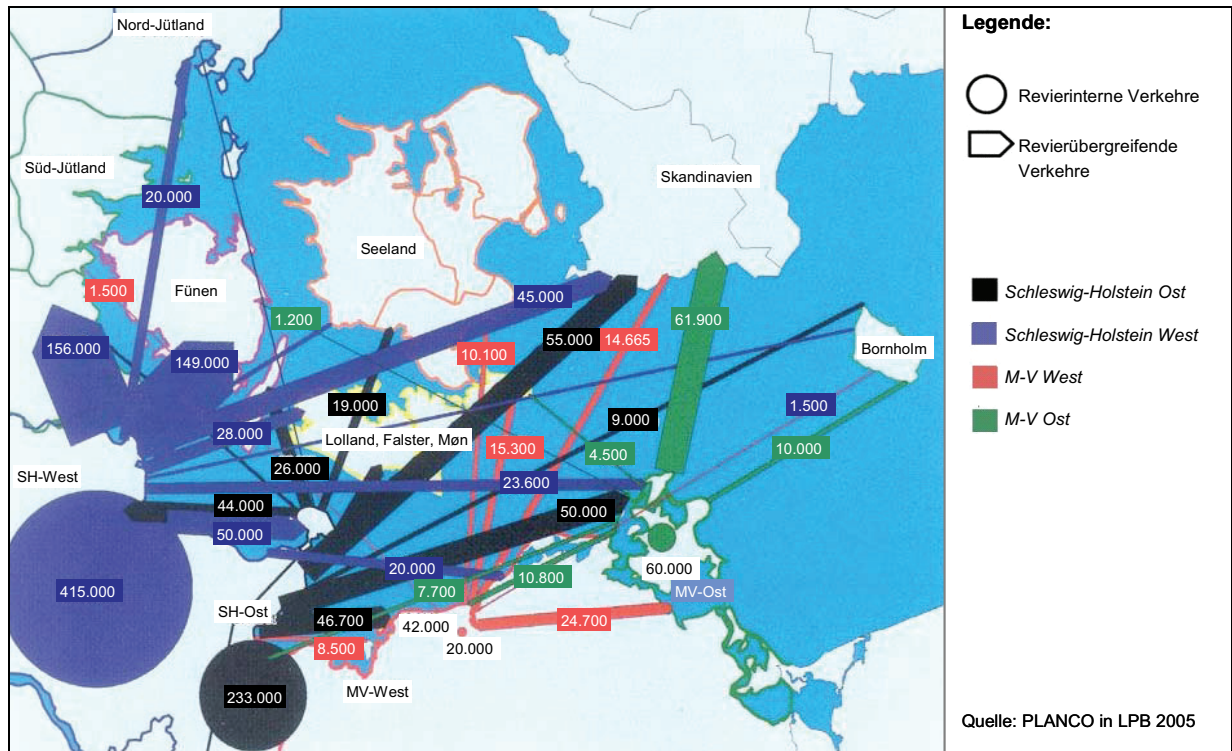 Nord-Jütland
Süd-Jütland
20.000
Seeland
Skandinavien
1.500
Fünen
1.200
45.000
55.000
14.665
61.900
156.000
149.000
10.100
Bornholm
19.000
28.000
Lolland, Falster, Møn
9.000
1.500
26.000
15.300
4.500
10.000
SH-West
23.600
44.000
50.000
50.000
20.000
10.800
60.000
415.000
7.700
MV-Ost
SH-Ost
46.700
42.000
24.700
8.500
20.000
MV-West
233.000
Legende:
Revierinterne Verkehre
Revierübergreifende
Verkehre
Schleswig-Holstein Ost
Schleswig-Holstein West
M-V West
M-V Ost
Quelle: PLANCO in LPB 2005